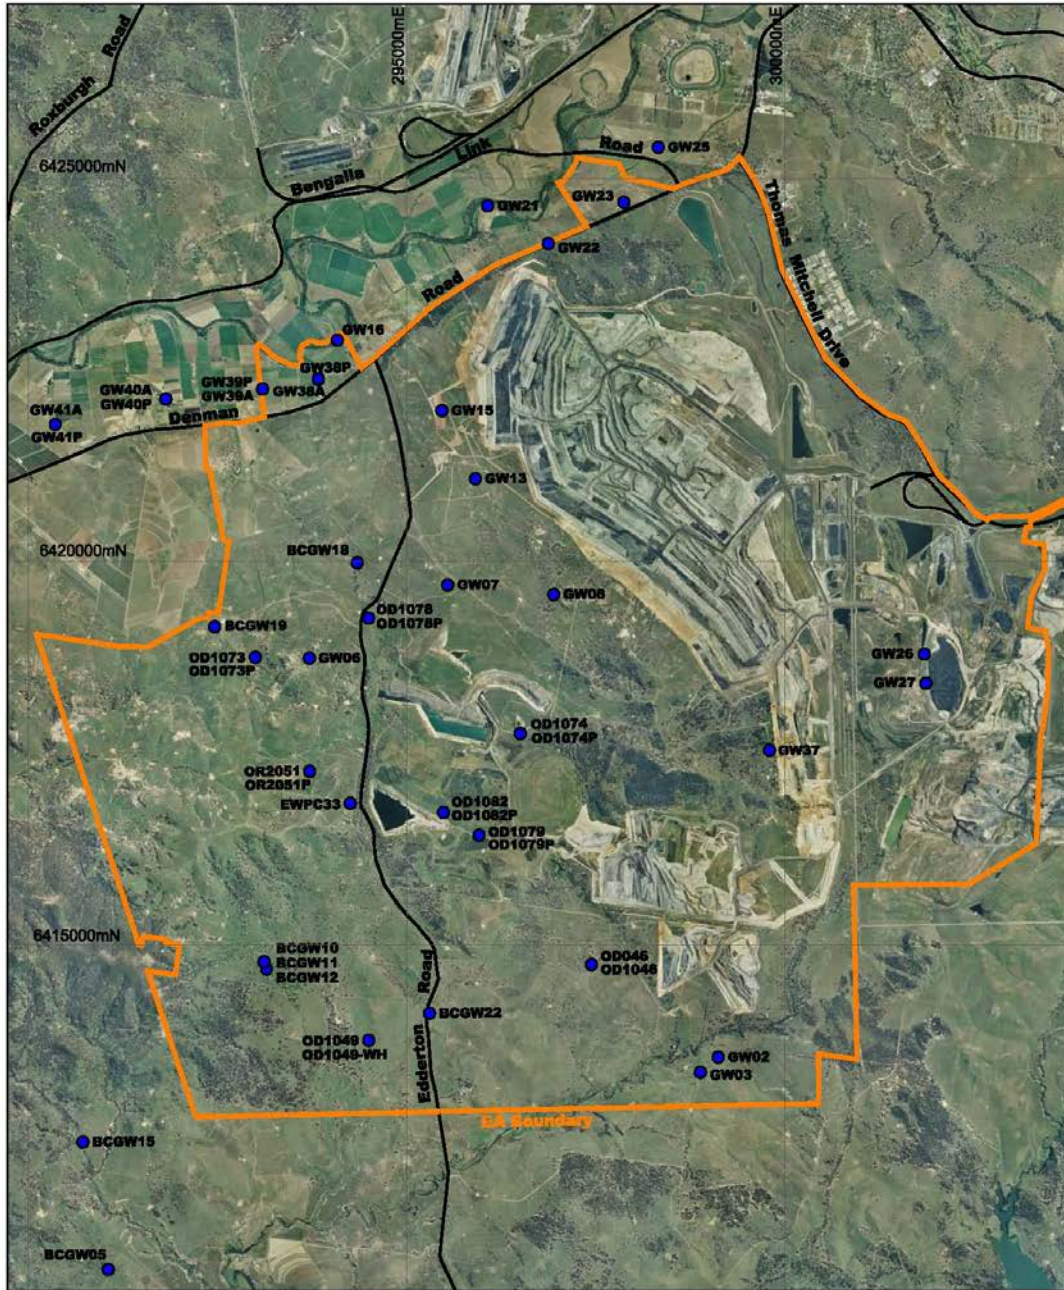 Roxburgh Road
295000mE
300000mE
6425000mN
Bengalla Link Road
GW25
GW23
GW21
GW22
Thomas Mitchell Drive
Denman Road
GW16
GW38P
GW38A
GW39P
GW39A
GW40A
GW40P
GW41A
GW41P
GW15
GW13
6420000mN
BCGW18
GW07
GW08
OD1078
OD1078P
BCGW19
OD1073
OD1073P
GW06
GW26
GW27
OD1074
OD1074P
GW37
OR2051
OR2051P
EWPC33
OD1082
OD1082P
OD1079
OD1079P
6415000mN
BCGW10
BCGW11
BCGW12
OD046
OD1046
BCGW22
OD1049
OD1049-WH
Edderton Road
GW02
GW03
EA Boundary
BCGW15
BCGW05